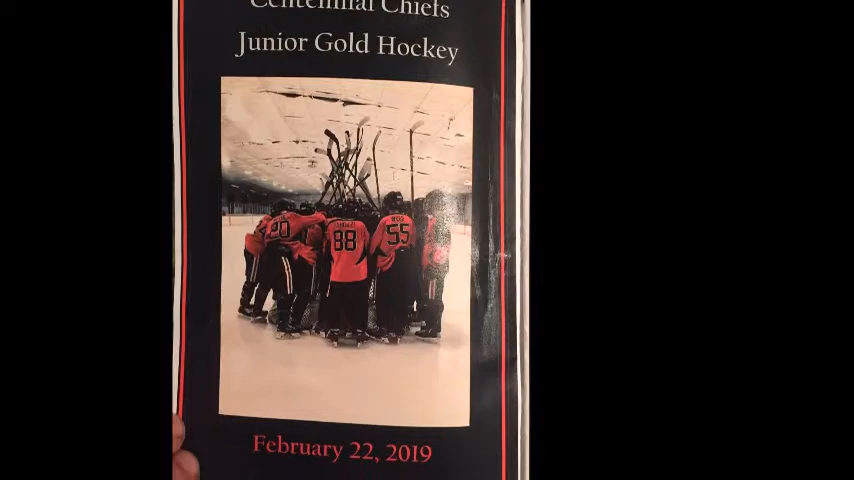 Centennial Chiefs
Junior Gold Hockey
20
88
55
February 22, 2019